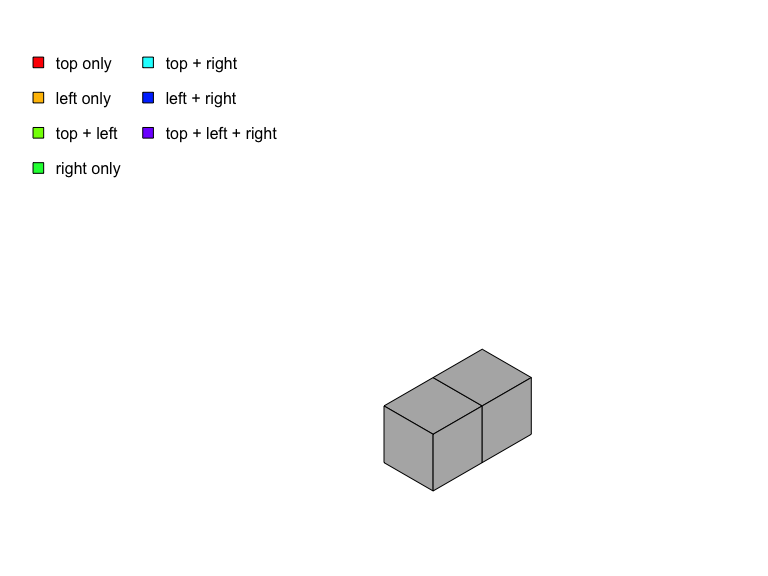 top only
left only
top + left
right only
top + right
left + right
top + left + right